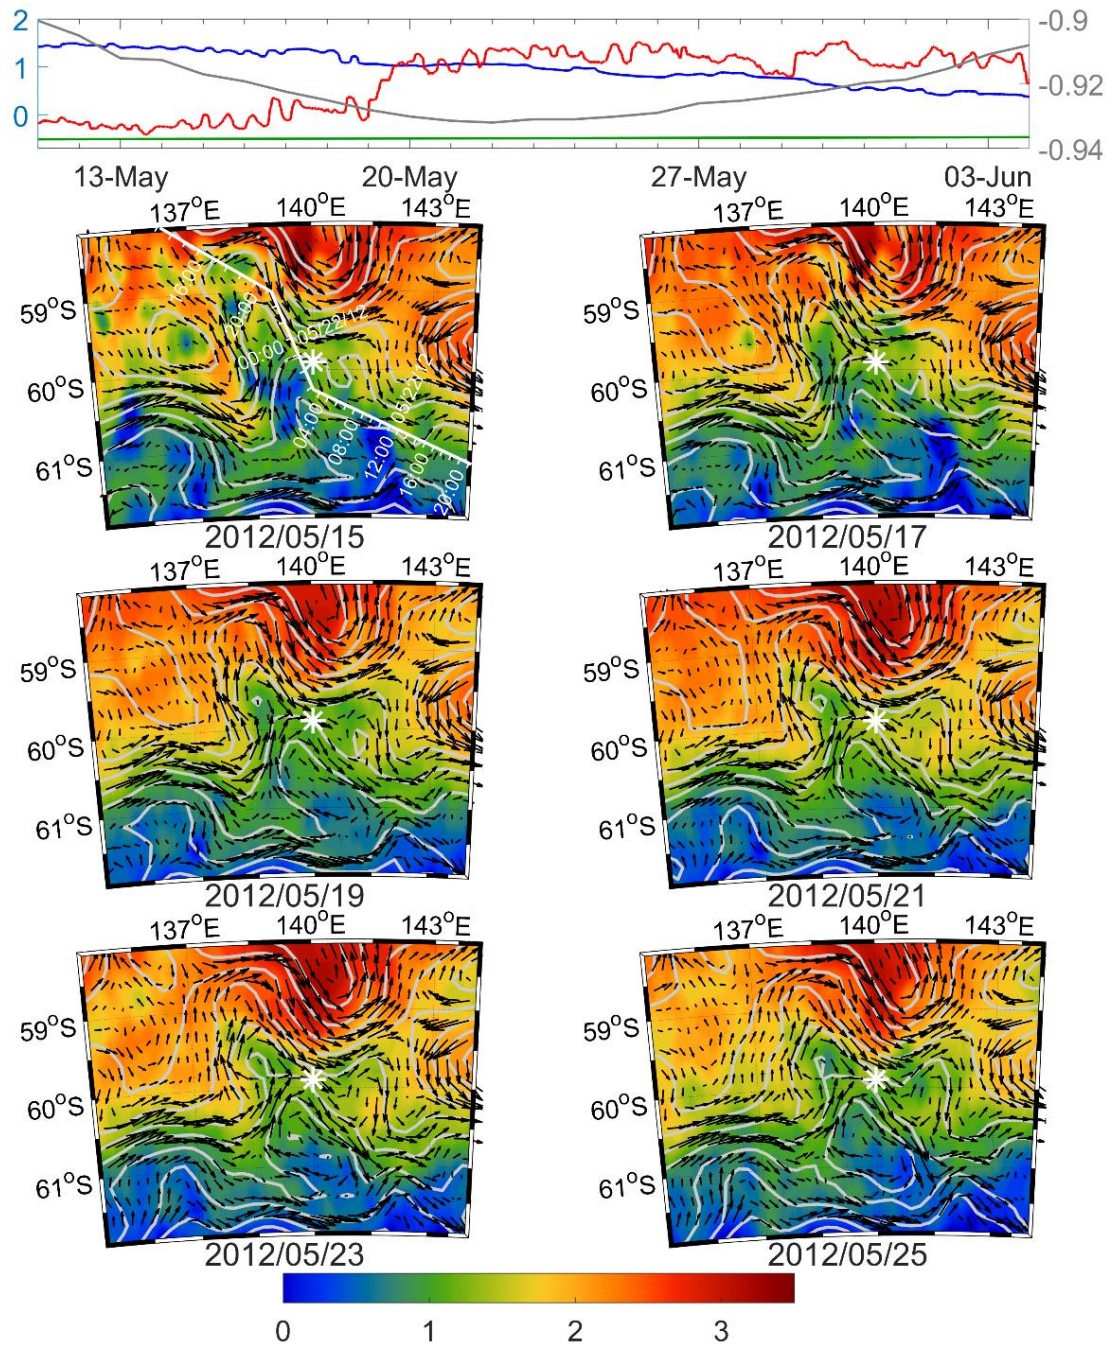 2
1
0
-0.9
-0.92
-0.94
13-May
20-May
27-May
03-Jun
137°E
140°E
143°E
137°E
140°E
143°E
59°S
60°S
61°S
16:00
20:00
00:00 - 05/22/12
04:00
08:00
12:00 - 05/22/12
16:00
20:00
59°S
60°S
61°S
2012/05/15
2012/05/17
137°E
140°E
143°E
137°E
140°E
143°E
59°S
60°S
61°S
59°S
60°S
61°S
2012/05/19
2012/05/21
137°E
140°E
143°E
137°E
140°E
143°E
59°S
60°S
61°S
59°S
60°S
61°S
2012/05/23
2012/05/25
0
1
2
3